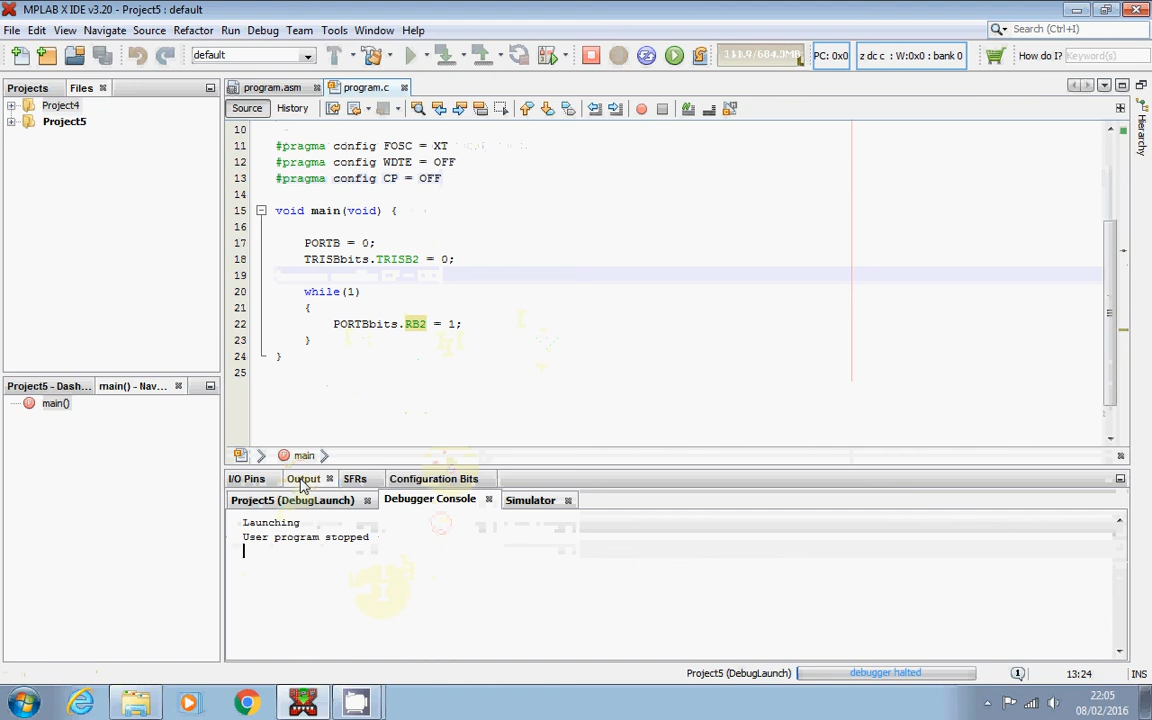 MPLAB X IDE v3.20 - Project5 : default
File Edit View Navigate Source Refactor Run Debug Team Tools Window Help
Search (Ctrl+I)
default
PC: 0x0
z dc c : W:0x0 : bank 0
How do I?
Keyword(s)
Projects
Files
program.asm
program.c
Project4
Project5
Source
History
10
11 #pragma config FOSC = XT
12 #pragma config WDTE = OFF
13 #pragma config CP = OFF
14
15 void main(void) {
16
17 PORTB = 0;
18 TRISBbits.TRISB2 = 0;
19
20 while(1)
21 {
22 PORTBbits.RB2 = 1;
23 }
24 }
25
Hierarchy
Project5 - Dash...
main() - Nav...
main()
main
I/O Pins
Output
SFRs
Configuration Bits
Project5 (DebugLaunch)
Debugger Console
Simulator
Launching
User program stopped
Project5 (DebugLaunch)
debugger halted
1
13:24
INS
22:05
08/02/2016